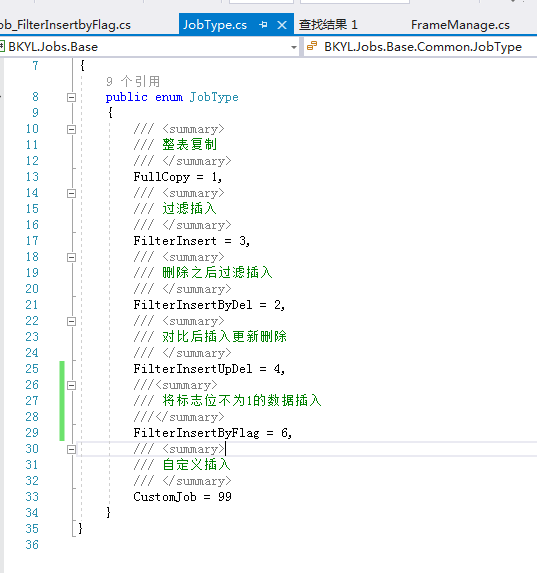 ob_FilterInsertbyFlag.cs
JobType.cs
查找结果 1
FrameManage.cs
BKYL.Jobs.Base
BKYL.Jobs.Base.Common.JobType
7 {
9 个引用
8 public enum JobType
9 {
10 /// <summary>
11 /// 整表复制
12 /// </summary>
13 FullCopy = 1,
14 /// <summary>
15 /// 过滤插入
16 /// </summary>
17 FilterInsert = 3,
18 /// <summary>
19 /// 删除之后过滤插入
20 /// </summary>
21 FilterInsertByDel = 2,
22 /// <summary>
23 /// 对比后插入更新删除
24 /// </summary>
25 FilterInsertUpDel = 4,
26 ///<summary>
27 /// 将标志位不为1的数据插入
28 ///</summary>
29 FilterInsertByFlag = 6,
30 /// <summary>
31 /// 自定义插入
32 /// </summary>
33 CustomJob = 99
34 }
35 }
36